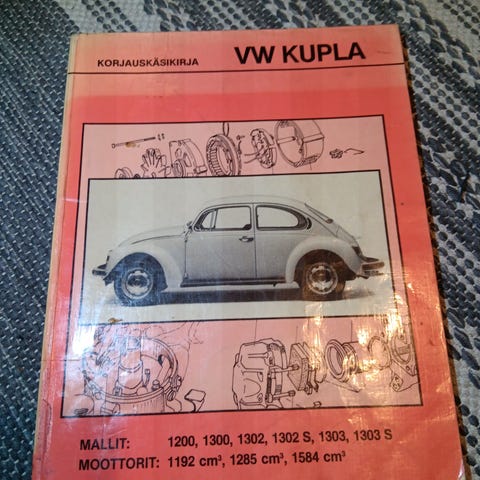 KORJAUSKÄSIKIRJA VW KUPLA
MALLIT: 1200, 1300, 1302, 1302 S, 1303, 1303 S
MOOTTORIT: 1192 cm³, 1285 cm³, 1584 cm³